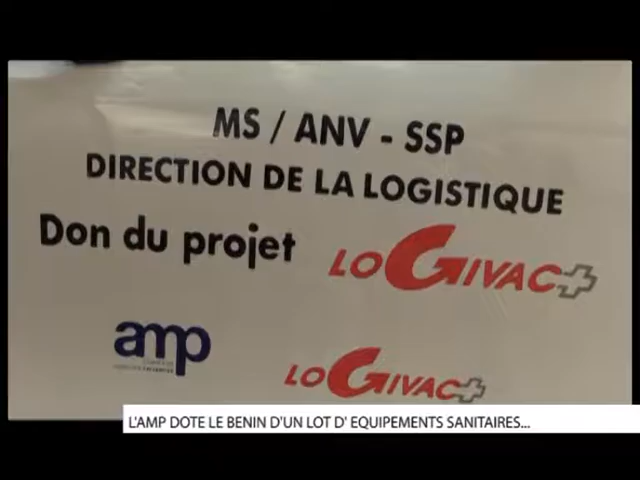 MS / ANV - SSP
DIRECTION DE LA LOGISTIQUE
Don du projet LOGIVAC+
amp
LOGIVAC+
L'AMP DOTE LE BENIN D'UN LOT D' EQUIPEMENTS SANITAIRES...